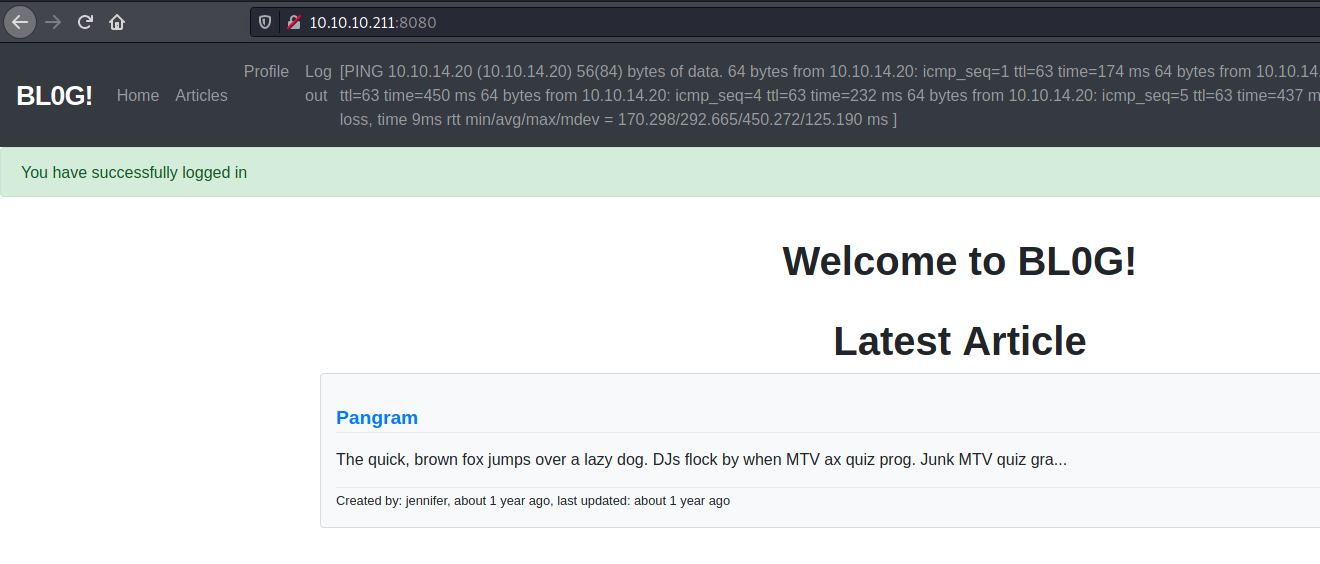 10.10.10.211:8080
BL0G!
Home
Articles
Profile
Log out
[PING 10.10.14.20 (10.10.14.20) 56(84) bytes of data. 64 bytes from 10.10.14.20: icmp_seq=1 ttl=63 time=174 ms 64 bytes from 10.10.14.
ttl=63 time=450 ms 64 bytes from 10.10.14.20: icmp_seq=4 ttl=63 time=232 ms 64 bytes from 10.10.14.20: icmp_seq=5 ttl=63 time=437 m
loss, time 9ms rtt min/avg/max/mdev = 170.298/292.665/450.272/125.190 ms ]
You have successfully logged in
Welcome to BL0G!
Latest Article
Pangram
The quick, brown fox jumps over a lazy dog. DJs flock by when MTV ax quiz prog. Junk MTV quiz gra...
Created by: jennifer, about 1 year ago, last updated: about 1 year ago